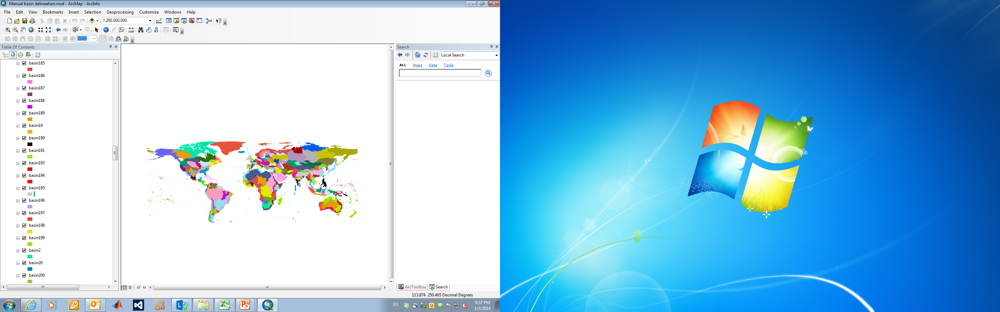 Manual basin delineation.mxd - ArcMap - ArcInfo
File Edit View Bookmarks Insert Selection Geoprocessing Customize Windows Help
1:250,000,000
XY
100%
Table Of Contents
basin185
basin186
basin187
basin188
basin189
basin19
basin190
basin191
basin193
basin194
basin195
basin196
basin197
basin198
basin199
basin2
basin20
basin200
Search
Local Search
ALL Maps Data Tools
ArcToolbox Search
113.874 250.465 Decimal Degrees
EN
6:57 PM
1/3/2014